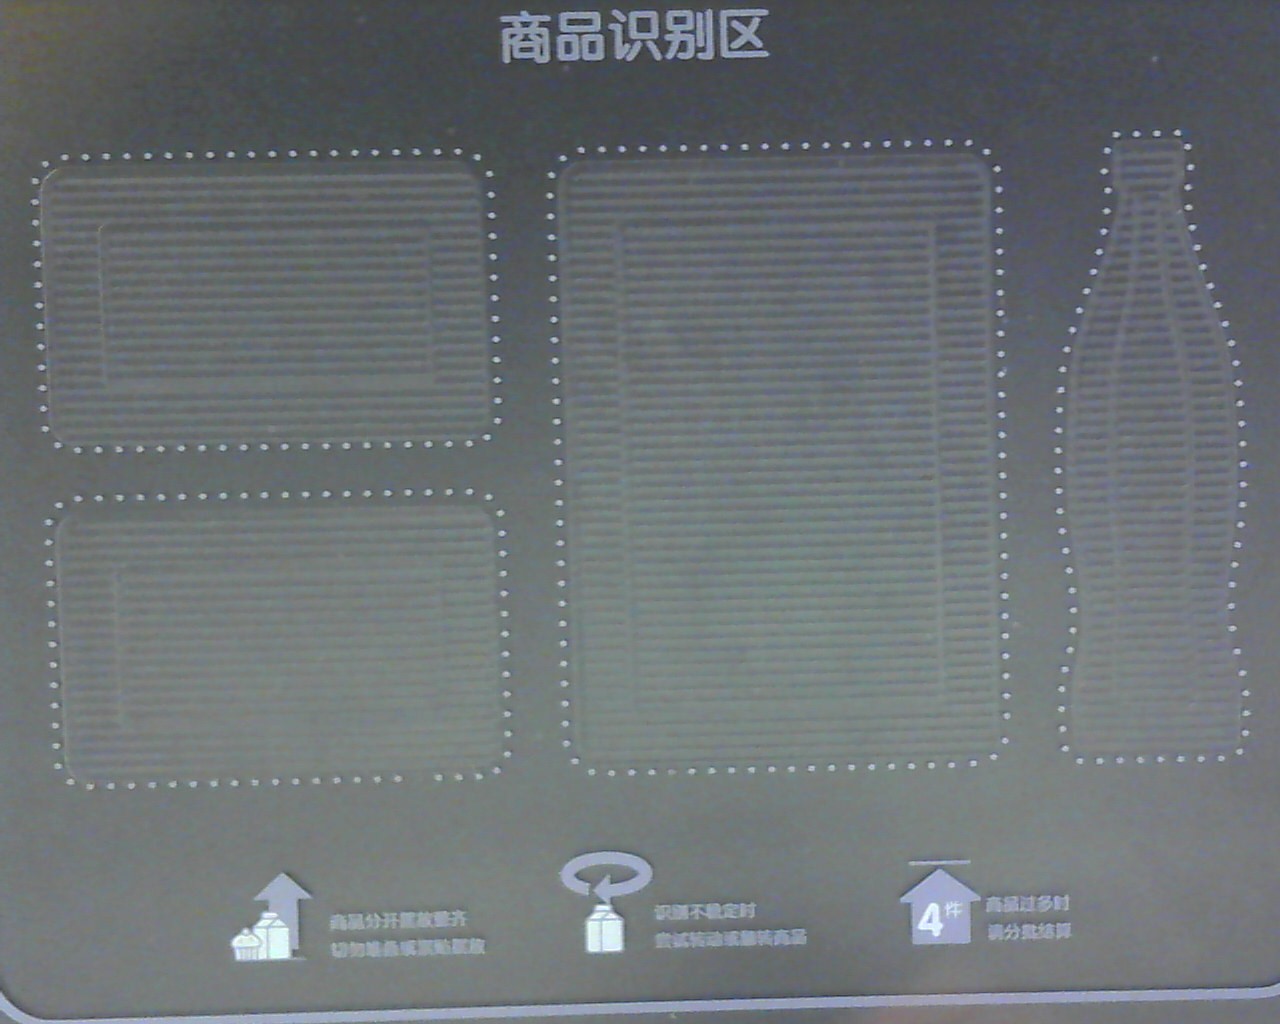 商品识别区
商品分开摆放整齐
切勿堆叠或紧贴摆放
识别不稳定时
尝试转动或翻转商品
4件
商品过多时
请分批结算